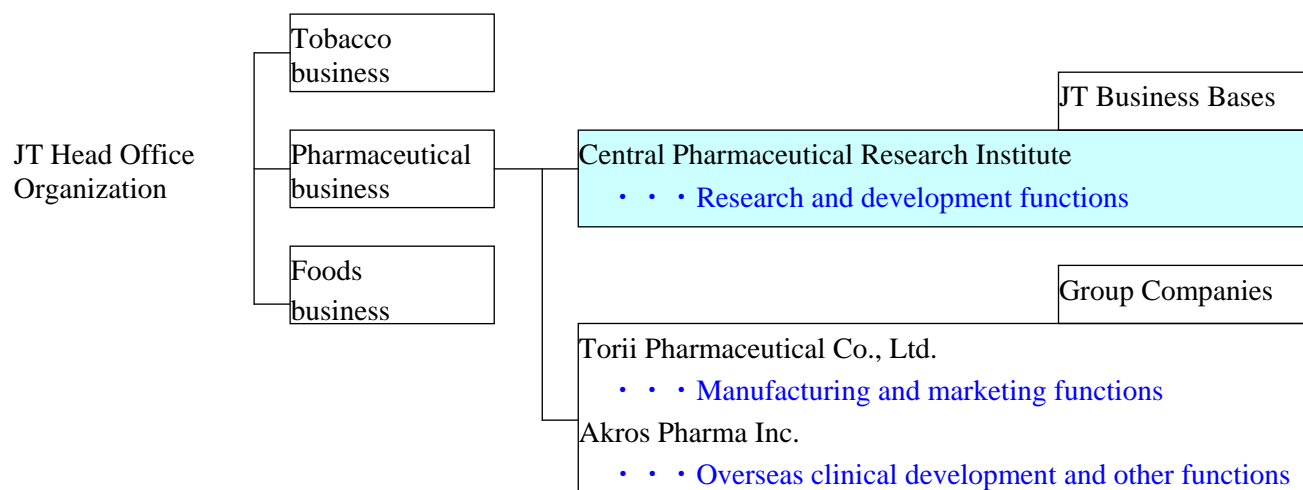 Tobacco
business
JT Head Office
Organization
Pharmaceutical
business
Foods
business
JT Business Bases
Central Pharmaceutical Research Institute
・・・Research and development functions
Group Companies
Torii Pharmaceutical Co., Ltd.
・・・Manufacturing and marketing functions
Akros Pharma Inc.
・・・Overseas clinical development and other functions